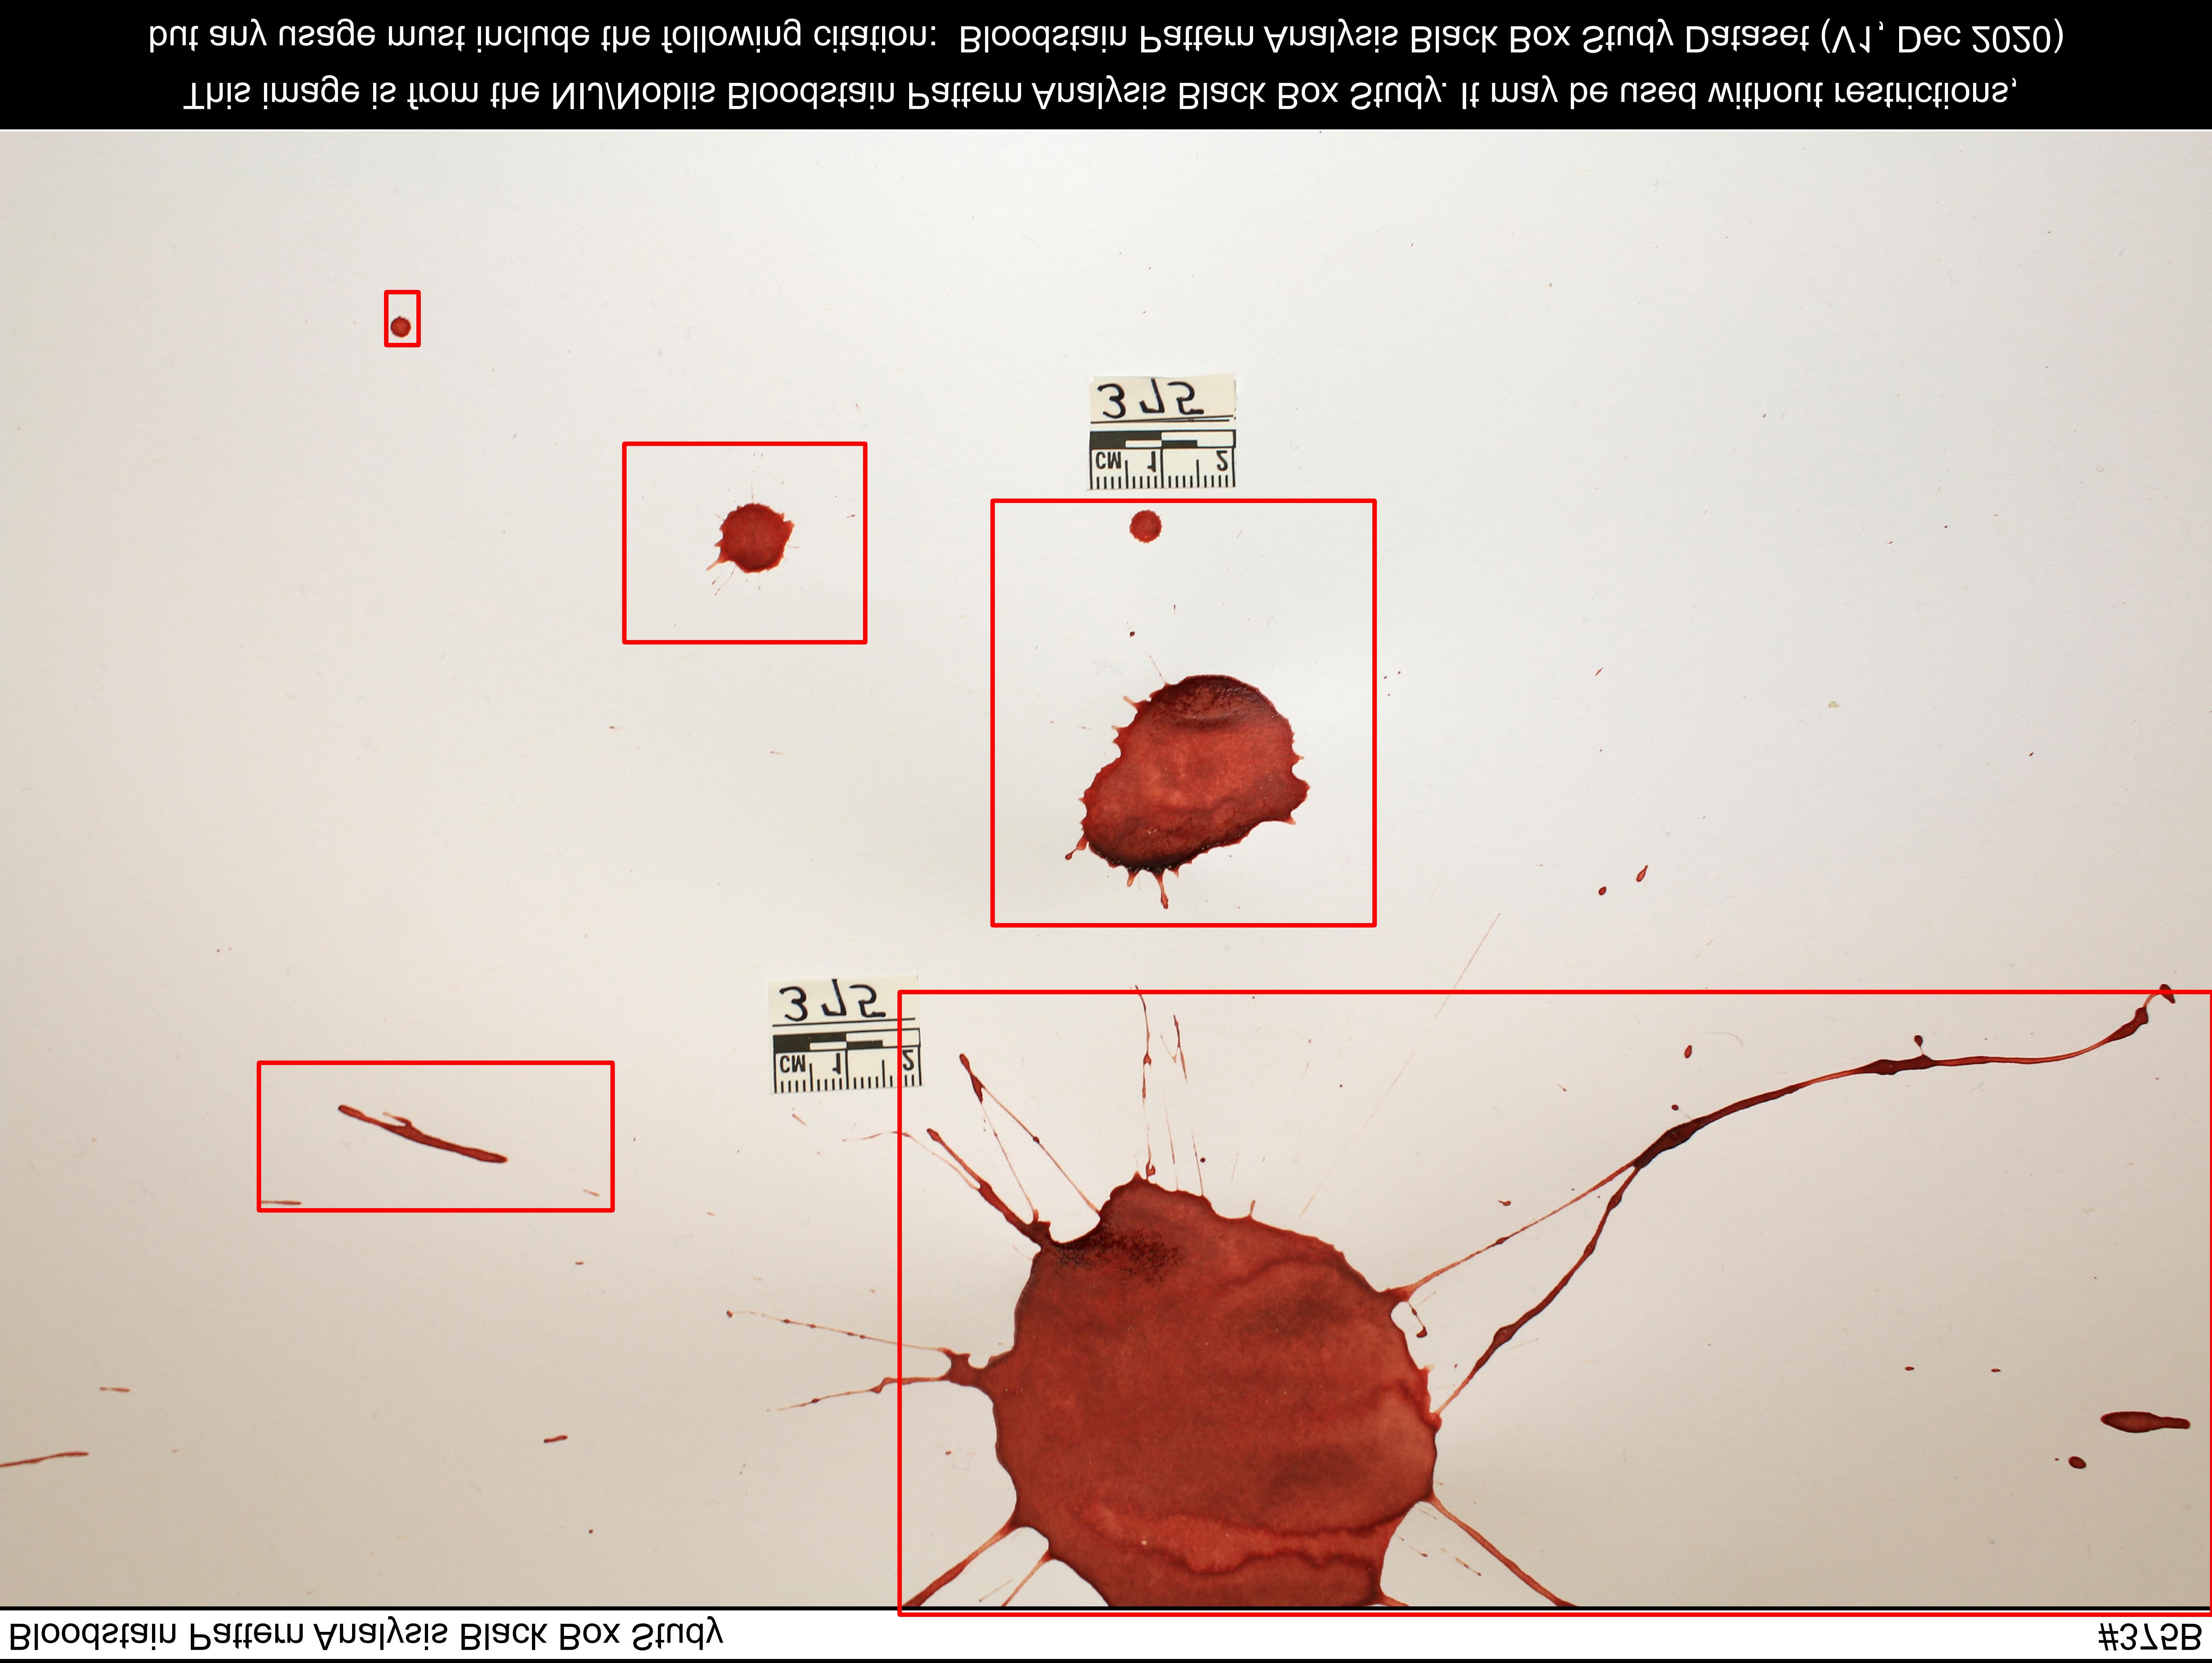 Bloodstain Pattern Analysis Black Box Study #375B
CM 1 2
375
CM 1 2
375
This image is from the NIJ/Noblis Bloodstain Pattern Analysis Black Box Study. It may be used without restrictions,
but any usage must include the following citation: Bloodstain Pattern Analysis Black Box Study Dataset (V1, Dec 2020)